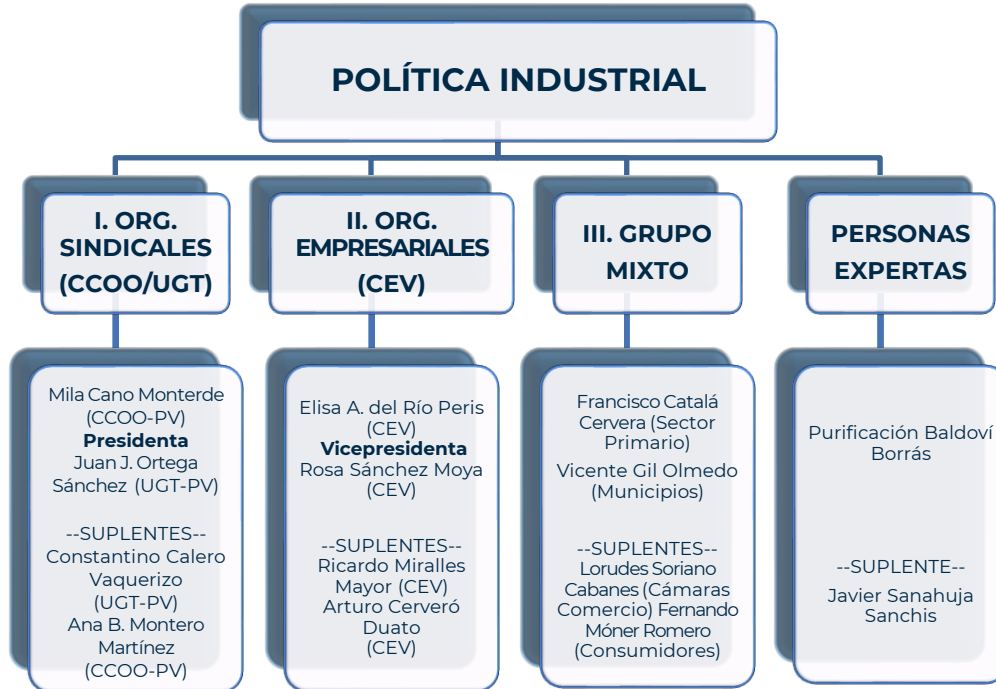 POLÍTICA INDUSTRIAL
I. ORG.
SINDICALES
(CCOO/UGT)
II. ORG.
EMPRESARIALES
(CEV)
III. GRUPO
MIXTO
PERSONAS
EXPERTAS
Mila Cano Monterde
(CCOO-PV)
Presidenta
Juan J. Ortega
Sánchez (UGT-PV)
--SUPLENTES--
Constantino Calero
Vaquerizo
(UGT-PV)
Ana B. Montero
Martínez
(CCOO-PV)
Elisa A. del Río Peris
(CEV)
Vicepresidenta
Rosa Sánchez Moya
(CEV)
--SUPLENTES--
Ricardo Miralles
Mayor (CEV)
Arturo Cerveró
Duato
(CEV)
Francisco Catalá
Cervera (Sector
Primario)
Vicente Gil Olmedo
(Municipios)
--SUPLENTES--
Lorudes Soriano
Cabanes (Cámaras
Comercio) Fernando
Móner Romero
(Consumidores)
Purificación Baldoví
Borrás
--SUPLENTE--
Javier Sanahuja
Sanchis